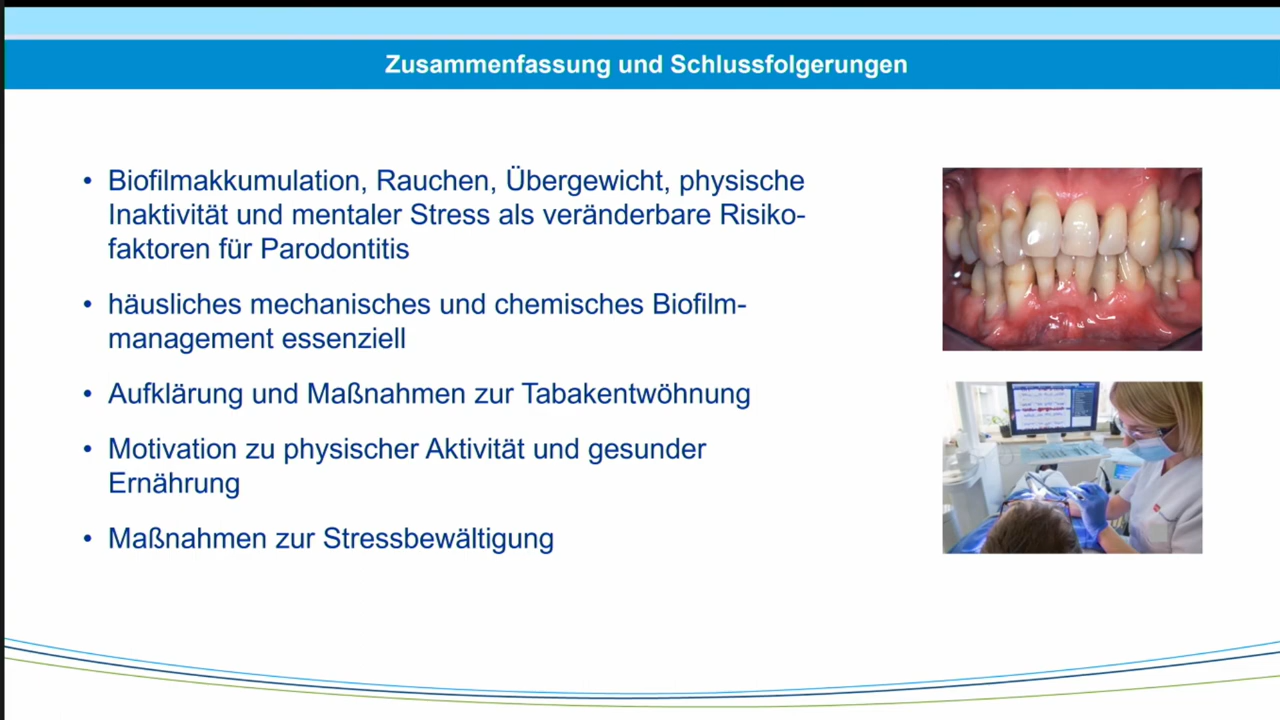 Zusammenfassung und Schlussfolgerungen
• Biofilmakkumulation, Rauchen, Übergewicht, physische
Inaktivität und mentaler Stress als veränderbare Risiko-
faktoren für Parodontitis
• häusliches mechanisches und chemisches Biofilm-
management essenziell
• Aufklärung und Maßnahmen zur Tabakentwöhnung
• Motivation zu physischer Aktivität und gesunder
Ernährung
• Maßnahmen zur Stressbewältigung